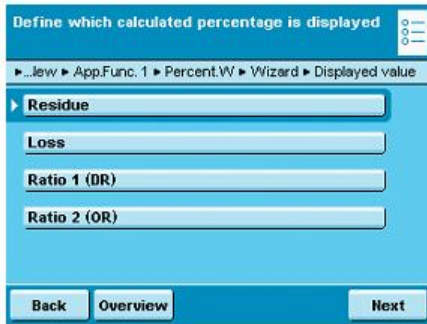 Define which calculated percentage is displayed
▸...lew ▸ App.Func. 1 ▸ Percent.W ▸ Wizard ▸ Displayed value
Residue
Loss
Ratio 1 (DR)
Ratio 2 (OR)
Back Overview Next